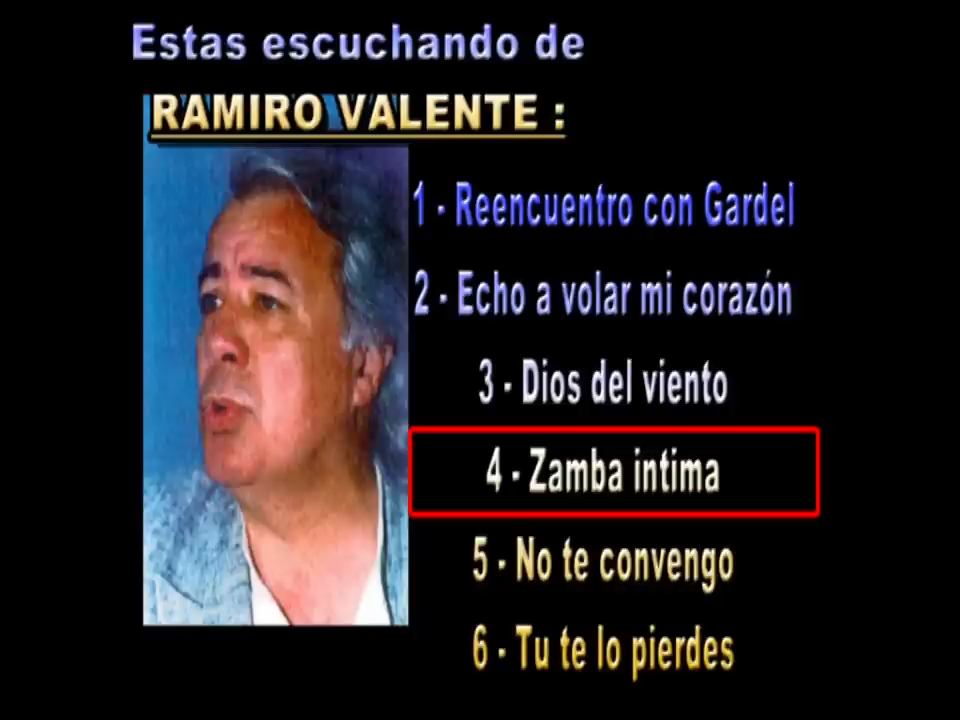 Estas escuchando de
RAMIRO VALENTE :
1 - Reencuentro con Gardel
2 - Echo a volar mi corazón
3 - Dios del viento
4 - Zamba intima
5 - No te convengo
6 - Tu te lo pierdes